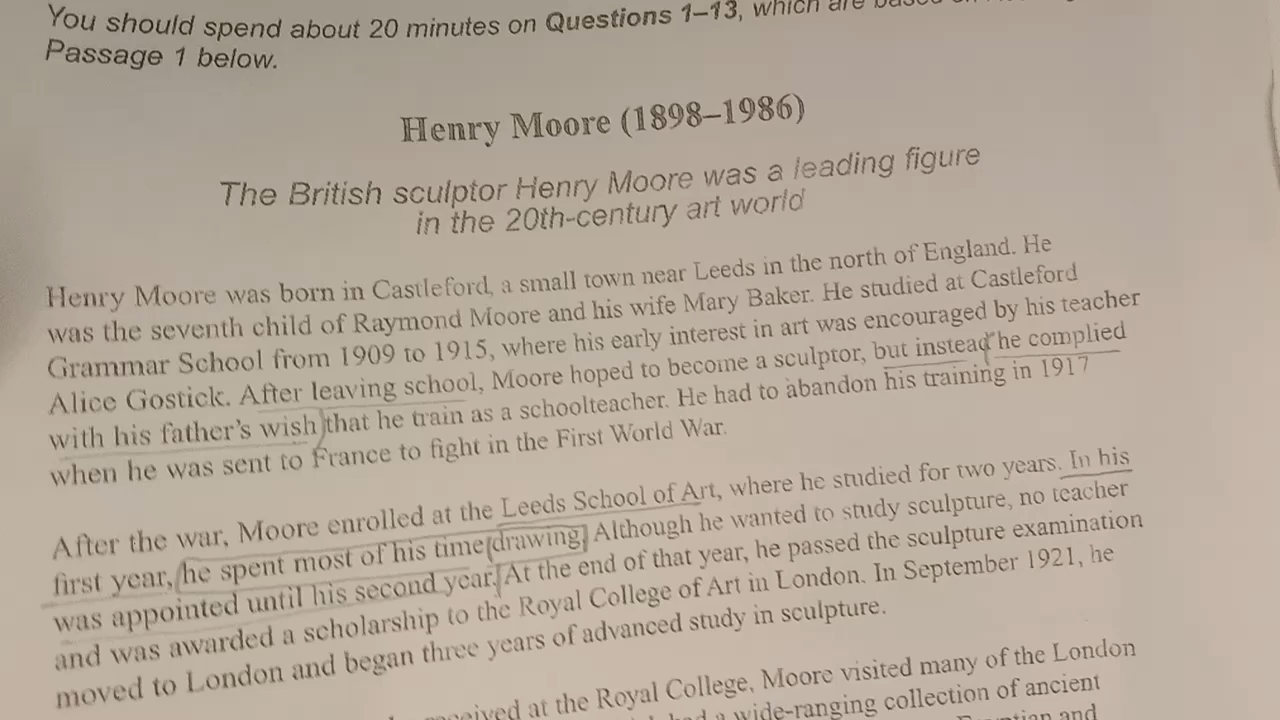 You should spend about 20 minutes on Questions 1–13, which are
Passage 1 below.
Henry Moore (1898–1986)
The British sculptor Henry Moore was a leading figure
in the 20th-century art world
Henry Moore was born in Castleford, a small town near Leeds in the north of England. He
was the seventh child of Raymond Moore and his wife Mary Baker. He studied at Castleford
Grammar School from 1909 to 1915, where his early interest in art was encouraged by his teacher
Alice Gostick. After leaving school, Moore hoped to become a sculptor, but instead he complied
with his father's wish that he train as a schoolteacher. He had to abandon his training in 1917
when he was sent to France to fight in the First World War.
After the war, Moore enrolled at the Leeds School of Art, where he studied for two years. In his
first year, he spent most of his time drawing. Although he wanted to study sculpture, no teacher
was appointed until his second year. At the end of that year, he passed the sculpture examination
and was awarded a scholarship to the Royal College of Art in London. In September 1921, he
moved to London and began three years of advanced study in sculpture.
received at the Royal College, Moore visited many of the London
had a wide-ranging collection of ancient
and